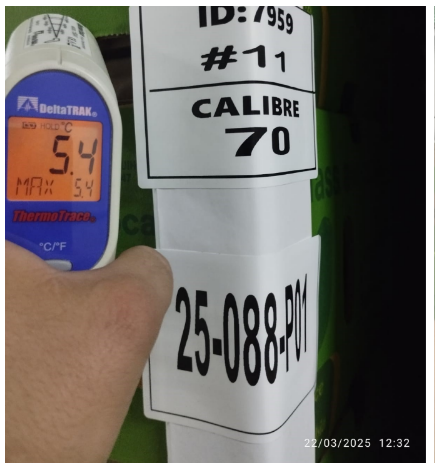 ID:7959
#11
CALIBRE
70
DeltaTRAK®
HOLD °C
5.4
MAX 5.4
ThermoTrace®
°C/°F
25-088-P01
22/03/2025 12:32